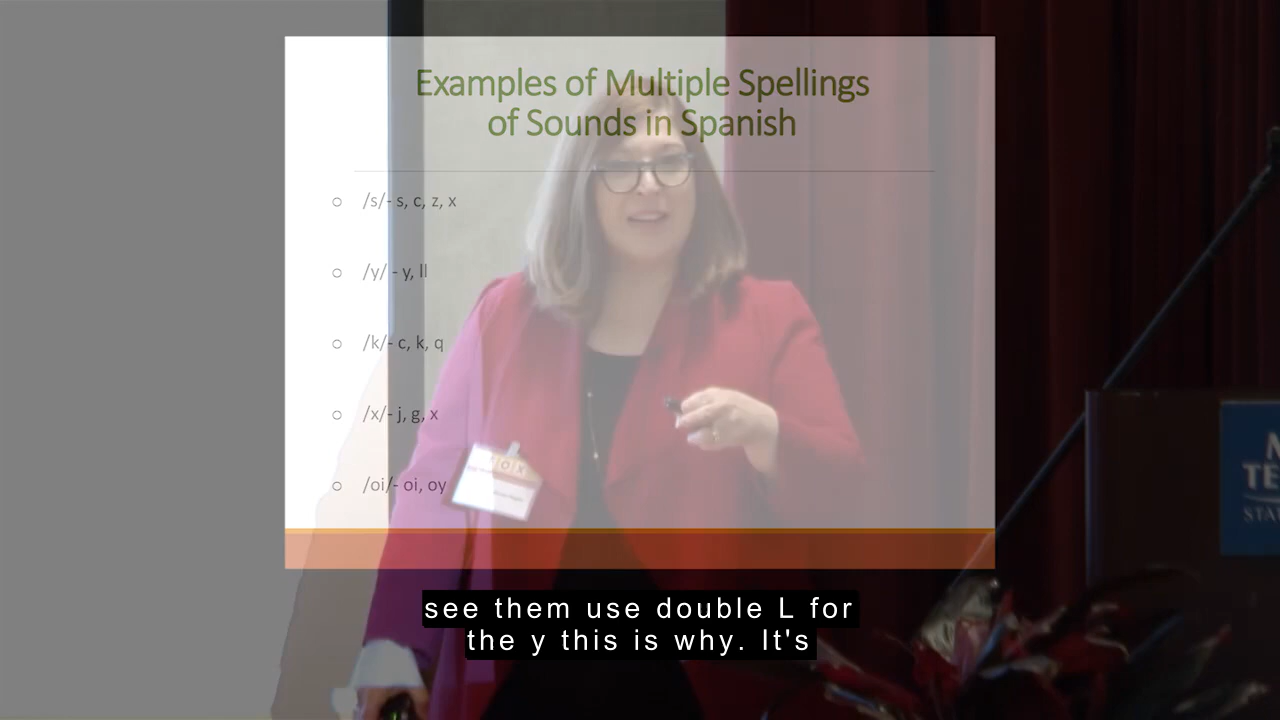 Examples of Multiple Spellings
of Sounds in Spanish
/s/- s, c, z, x
/y/ - y, ll
/k/- c, k, q
/x/- j, g, x
/oi/- oi, oy
see them use double L for
the y this is why. It's